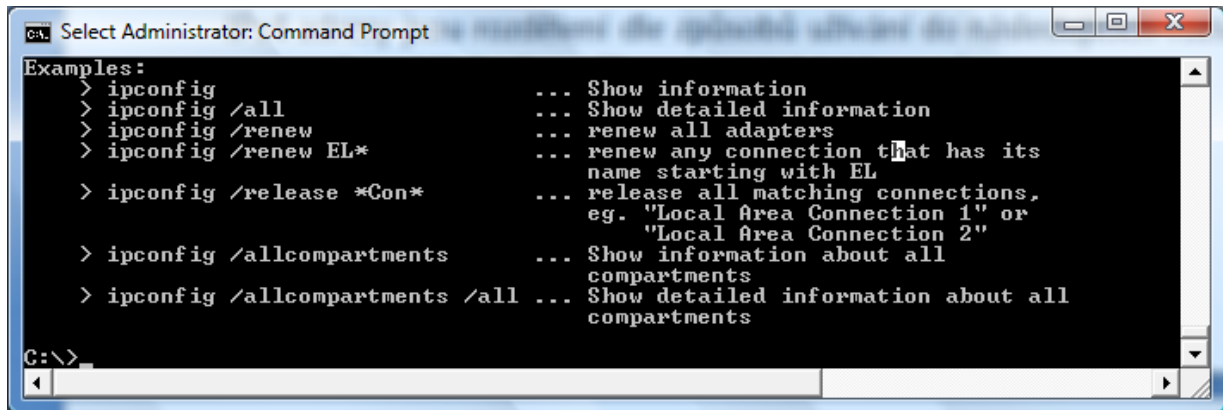 Select Administrator: Command Prompt
Examples:
    > ipconfig                       ... Show information
    > ipconfig /all                  ... Show detailed information
    > ipconfig /renew                ... renew all adapters
    > ipconfig /renew EL*            ... renew any connection that has its
                                         name starting with EL
    > ipconfig /release *Con*        ... release all matching connections,
                                         eg. "Local Area Connection 1" or
                                             "Local Area Connection 2"
    > ipconfig /allcompartments      ... Show information about all
                                         compartments
    > ipconfig /allcompartments /all ... Show detailed information about all
                                         compartments
C:\>_